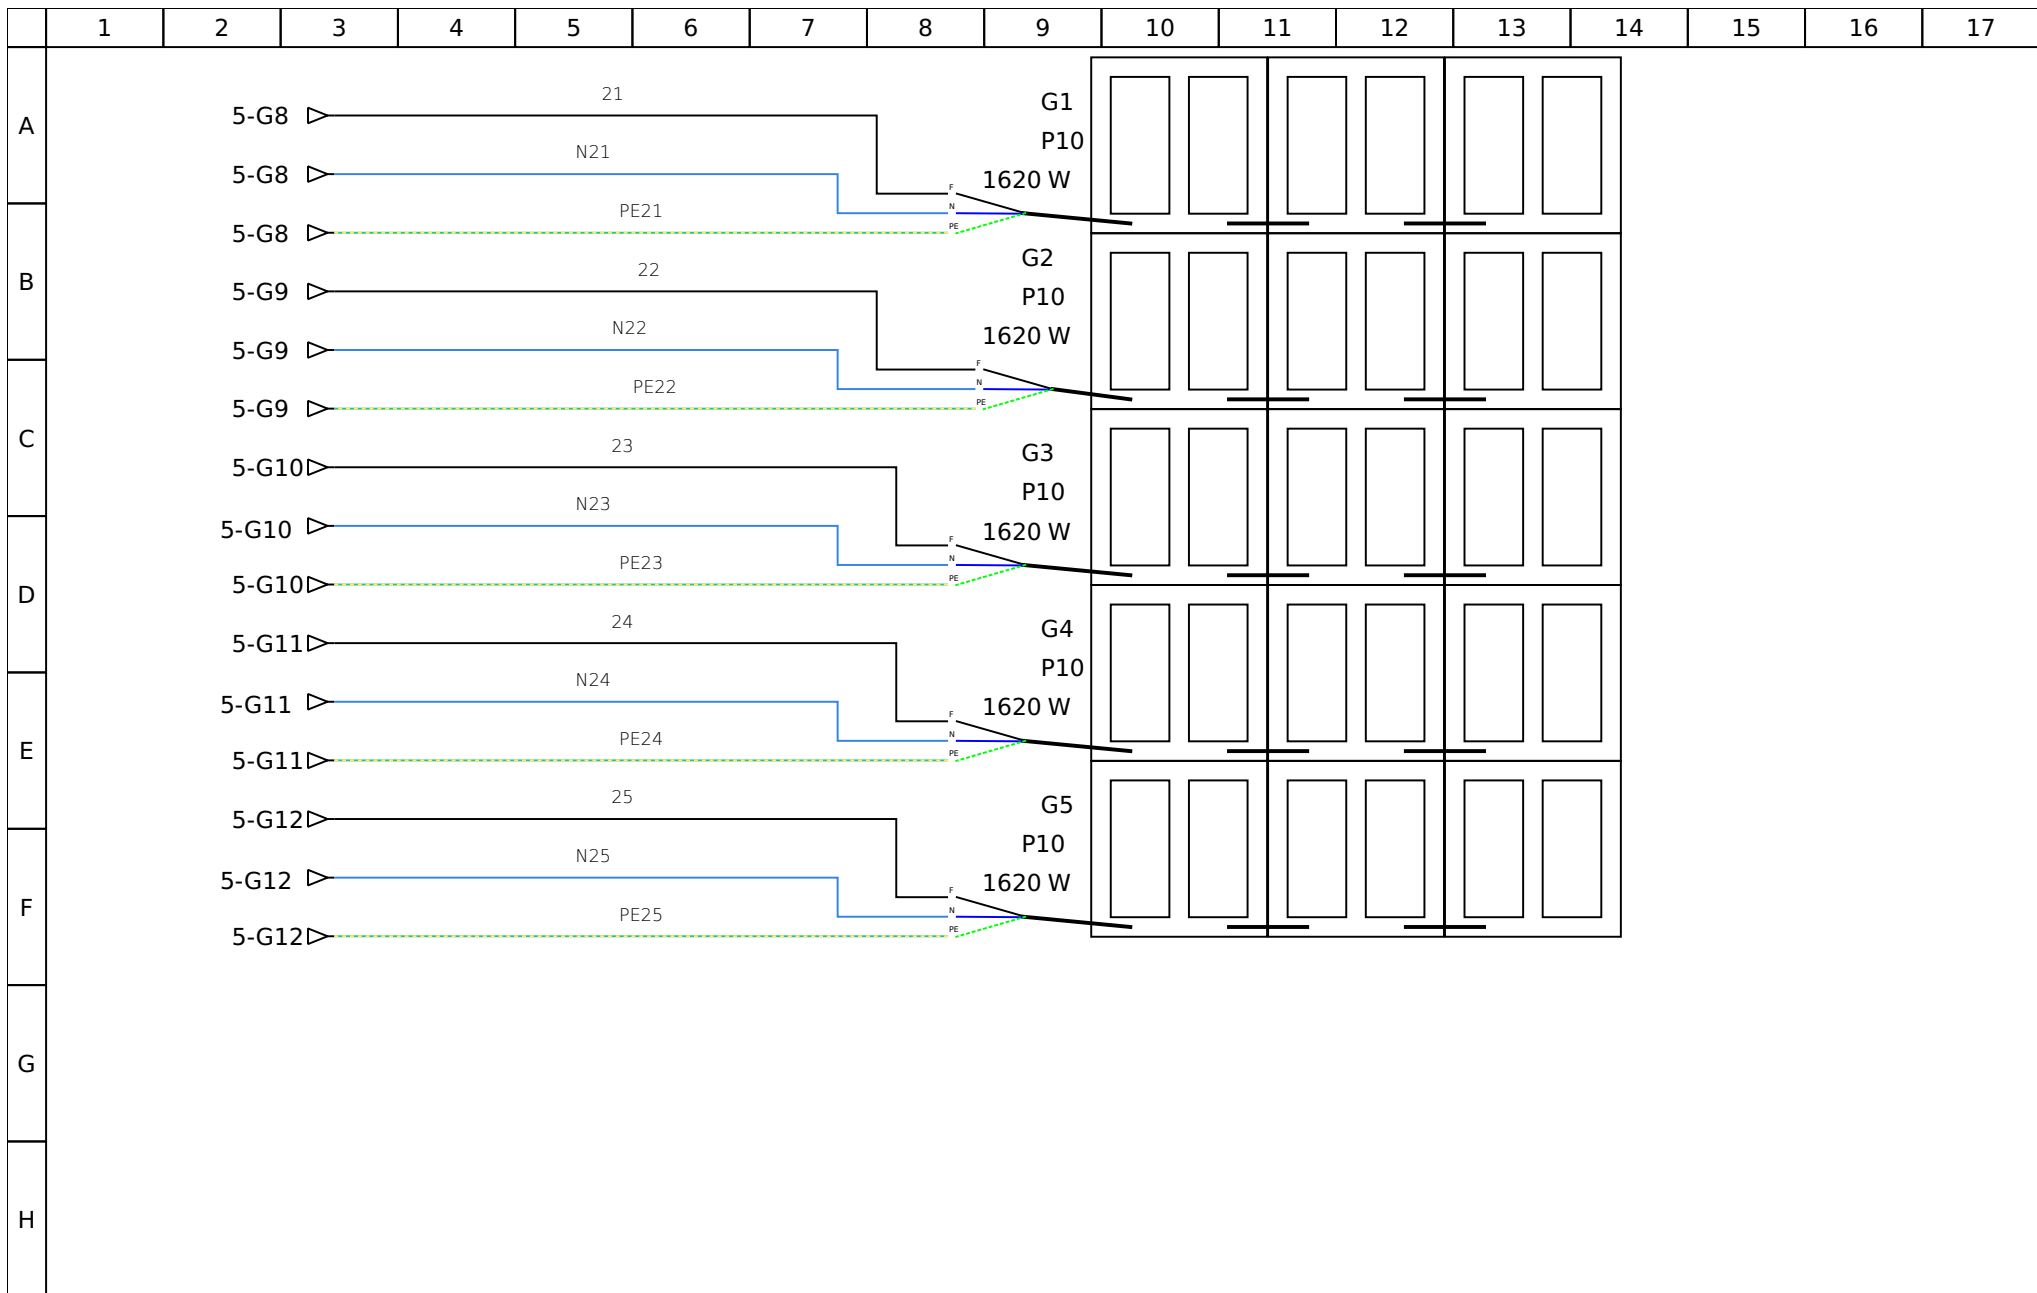 1 2 3 4 5 6 7 8 9 10 11 12 13 14 15 16 17
A
21
5-G8
G1
P10
N21
5-G8
1620 W
F
N
PE
PE21
5-G8
B
22
5-G9
G2
P10
N22
5-G9
1620 W
F
N
PE
PE22
5-G9
C
23
5-G10
G3
P10
N23
5-G10
1620 W
F
N
PE
PE23
5-G10
D
24
5-G11
G4
P10
N24
5-G11
1620 W
F
N
PE
PE24
5-G11
E
25
5-G12
G5
P10
N25
5-G12
1620 W
F
N
PE
PE25
5-G12
F
G
H